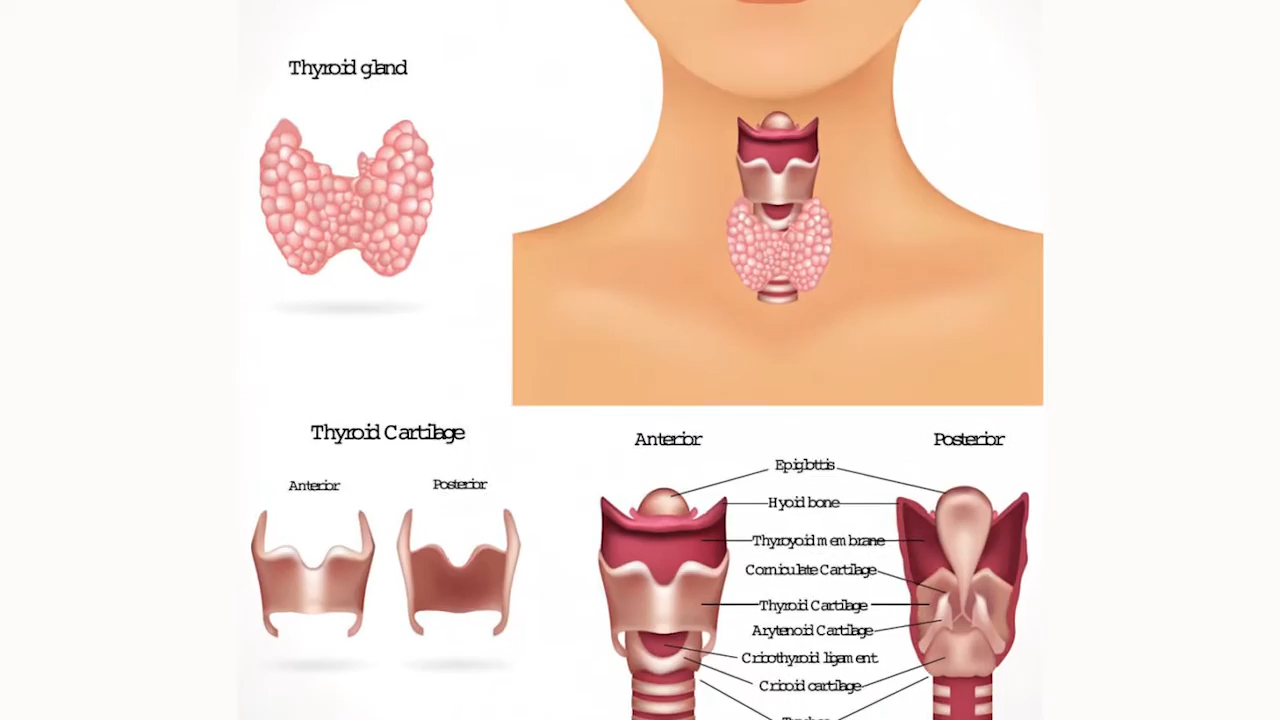 Thyroid gland
Thyroid Cartilage
Anterior
Posterior
Anterior
Posterior
Epiglottis
Hyoid bone
Thyroyoid membrane
Corniculate Cartilage
Thyroid Cartilage
Arytenoid Cartilage
Cricothyroid ligament
Cricoid cartilage